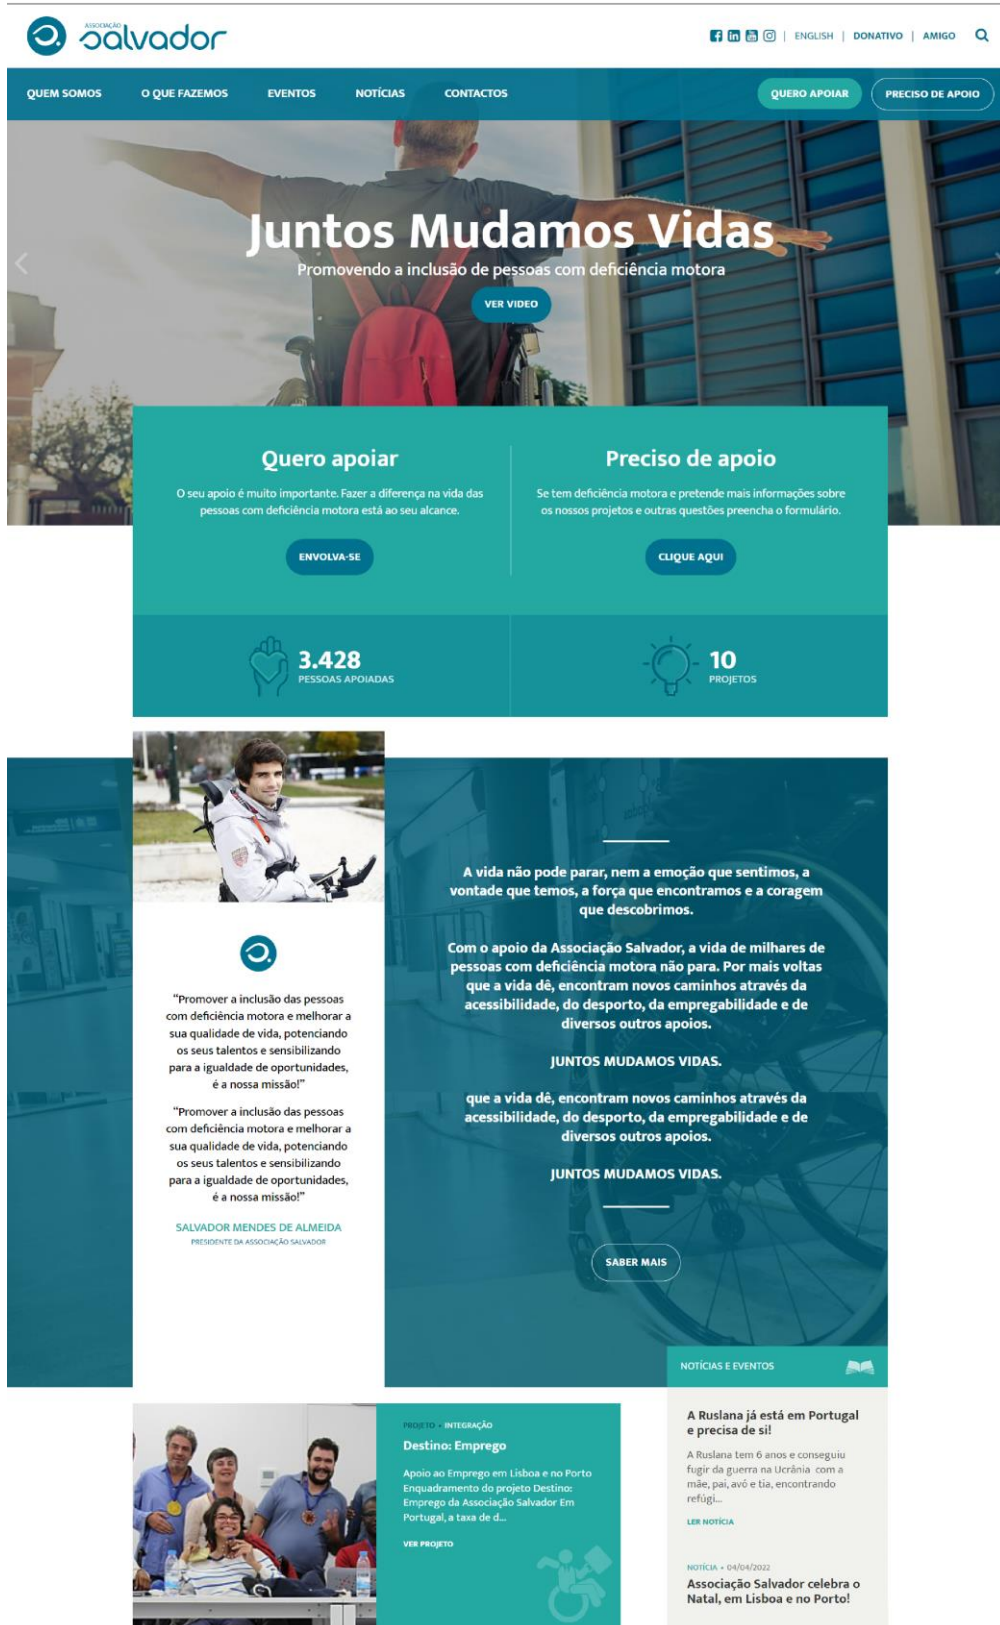 ASSOCIAÇÃO
salvador
ENGLISH | DONATIVO | AMIGO
QUEM SOMOS
O QUE FAZEMOS
EVENTOS
NOTÍCIAS
CONTACTOS
QUERO APOIAR
PRECISO DE APOIO
Juntos Mudamos Vidas
Promovendo a inclusão de pessoas com deficiência motora
VER VIDEO
Quero apoiar
O seu apoio é muito importante. Fazer a diferença na vida das
pessoas com deficiência motora está ao seu alcance.
ENVOLVA-SE
Preciso de apoio
Se tem deficiência motora e pretende mais informações sobre
os nossos projetos e outras questões preencha o formulário.
CLIQUE AQUI
3.428
PESSOAS APOIADAS
10
PROJETOS
“Promover a inclusão das pessoas
com deficiência motora e melhorar a
sua qualidade de vida, potenciando
os seus talentos e sensibilizando
para a igualdade de oportunidades,
é a nossa missão!”
“Promover a inclusão das pessoas
com deficiência motora e melhorar a
sua qualidade de vida, potenciando
os seus talentos e sensibilizando
para a igualdade de oportunidades,
é a nossa missão!”
SALVADOR MENDES DE ALMEIDA
PRESIDENTE DA ASSOCIAÇÃO SALVADOR
A vida não pode parar, nem a emoção que sentimos, a
vontade que temos, a força que encontramos e a coragem
que descobrimos.
Com o apoio da Associação Salvador, a vida de milhares de
pessoas com deficiência motora não para. Por mais voltas
que a vida dê, encontram novos caminhos através da
acessibilidade, do desporto, da empregabilidade e de
diversos outros apoios.
JUNTOS MUDAMOS VIDAS.
que a vida dê, encontram novos caminhos através da
acessibilidade, do desporto, da empregabilidade e de
diversos outros apoios.
JUNTOS MUDAMOS VIDAS.
SABER MAIS
PROJETO • INTEGRAÇÃO
Destino: Emprego
Apoio ao Emprego em Lisboa e no Porto
Enquadramento do projeto Destino:
Emprego da Associação Salvador Em
Portugal, a taxa de d...
VER PROJETO
NOTÍCIAS E EVENTOS
A Ruslana já está em Portugal
e precisa de si!
A Ruslana tem 6 anos e conseguiu
fugir da guerra na Ucrânia com a
mãe, pai, avó e tia, encontrando
refúgi...
LER NOTÍCIA
NOTÍCIA • 04/04/2022
Associação Salvador celebra o
Natal, em Lisboa e no Porto!